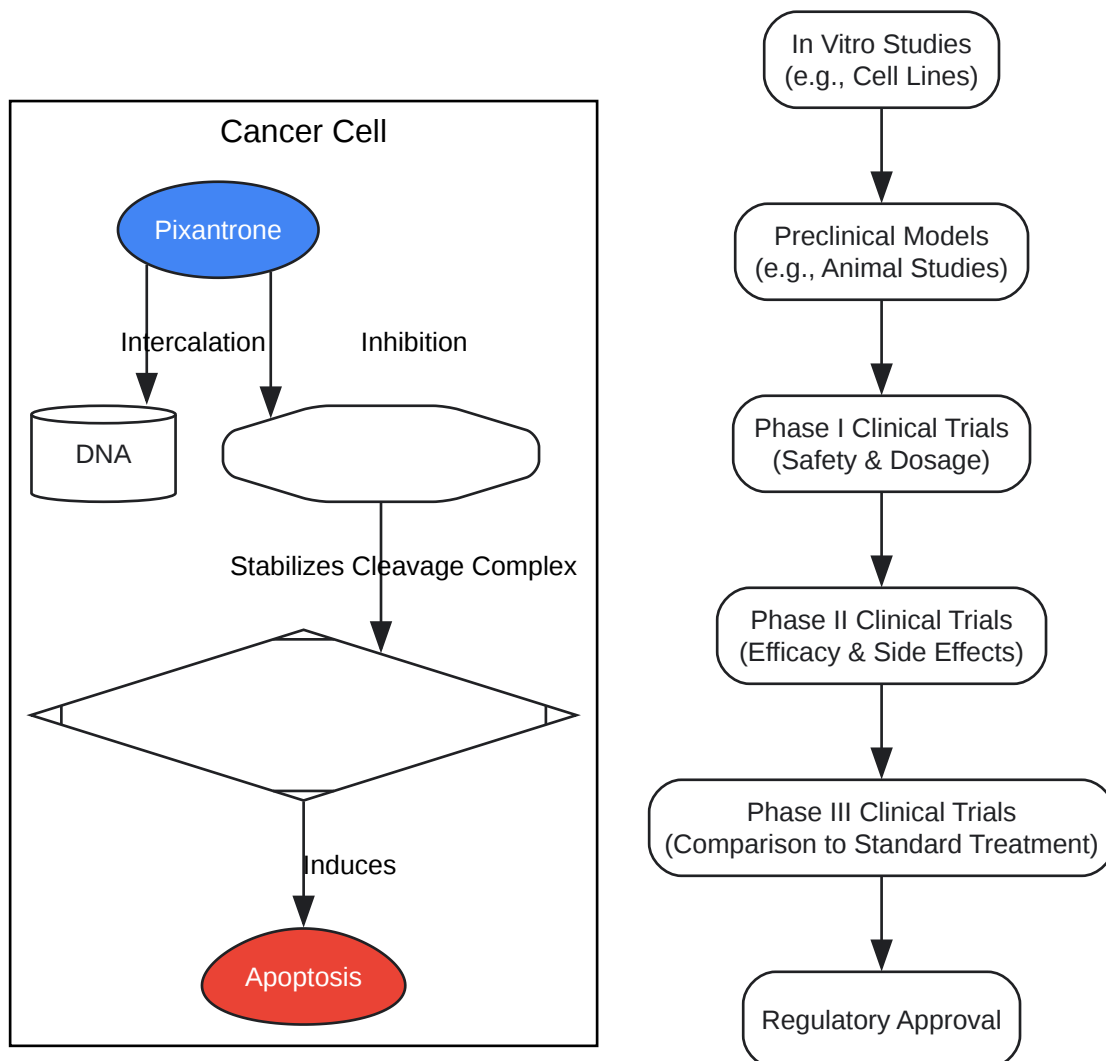 Cancer Cell
Pixantrone
Intercalation
Inhibition
DNA
Stabilizes Cleavage Complex
Induces
Apoptosis
In Vitro Studies
(e.g., Cell Lines)
Preclinical Models
(e.g., Animal Studies)
Phase I Clinical Trials
(Safety & Dosage)
Phase II Clinical Trials
(Efficacy & Side Effects)
Phase III Clinical Trials
(Comparison to Standard Treatment)
Regulatory Approval